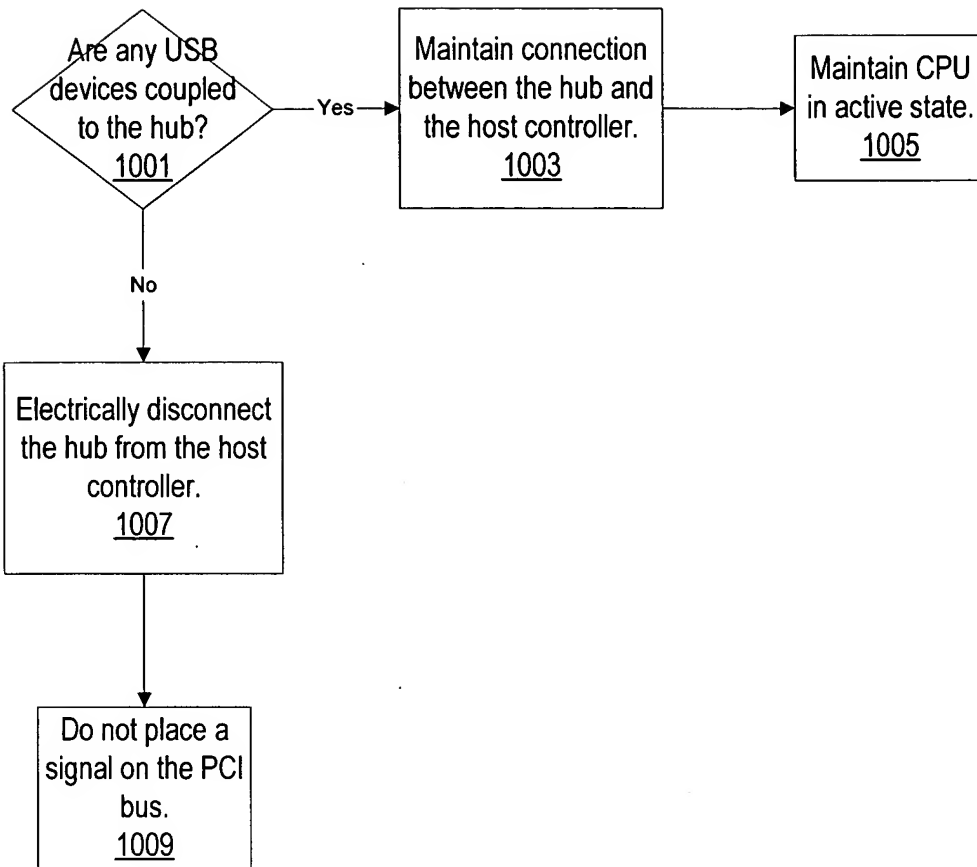 Are any USB
devices coupled
to the hub?
1001
Yes
Maintain connection
between the hub and
the host controller.
1003
Maintain CPU
in active state.
1005
No
Electrically disconnect
the hub from the host
controller.
1007
Do not place a
signal on the PCI
bus.
1009